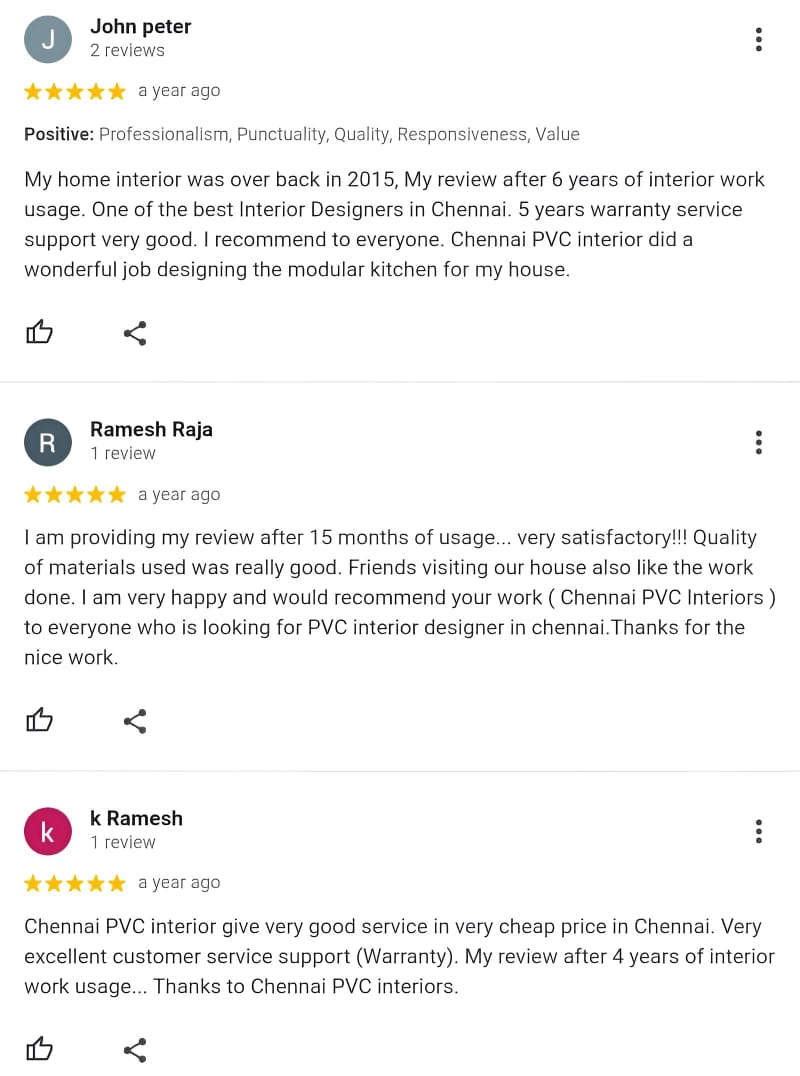 J
John peter
2 reviews
a year ago
Positive: Professionalism, Punctuality, Quality, Responsiveness, Value
My home interior was over back in 2015, My review after 6 years of interior work
usage. One of the best Interior Designers in Chennai. 5 years warranty service
support very good. I recommend to everyone. Chennai PVC interior did a
wonderful job designing the modular kitchen for my house.
R
Ramesh Raja
1 review
a year ago
I am providing my review after 15 months of usage... very satisfactory!!! Quality
of materials used was really good. Friends visiting our house also like the work
done. I am very happy and would recommend your work ( Chennai PVC Interiors )
to everyone who is looking for PVC interior designer in chennai.Thanks for the
nice work.
k
k Ramesh
1 review
a year ago
Chennai PVC interior give very good service in very cheap price in Chennai. Very
excellent customer service support (Warranty). My review after 4 years of interior
work usage... Thanks to Chennai PVC interiors.